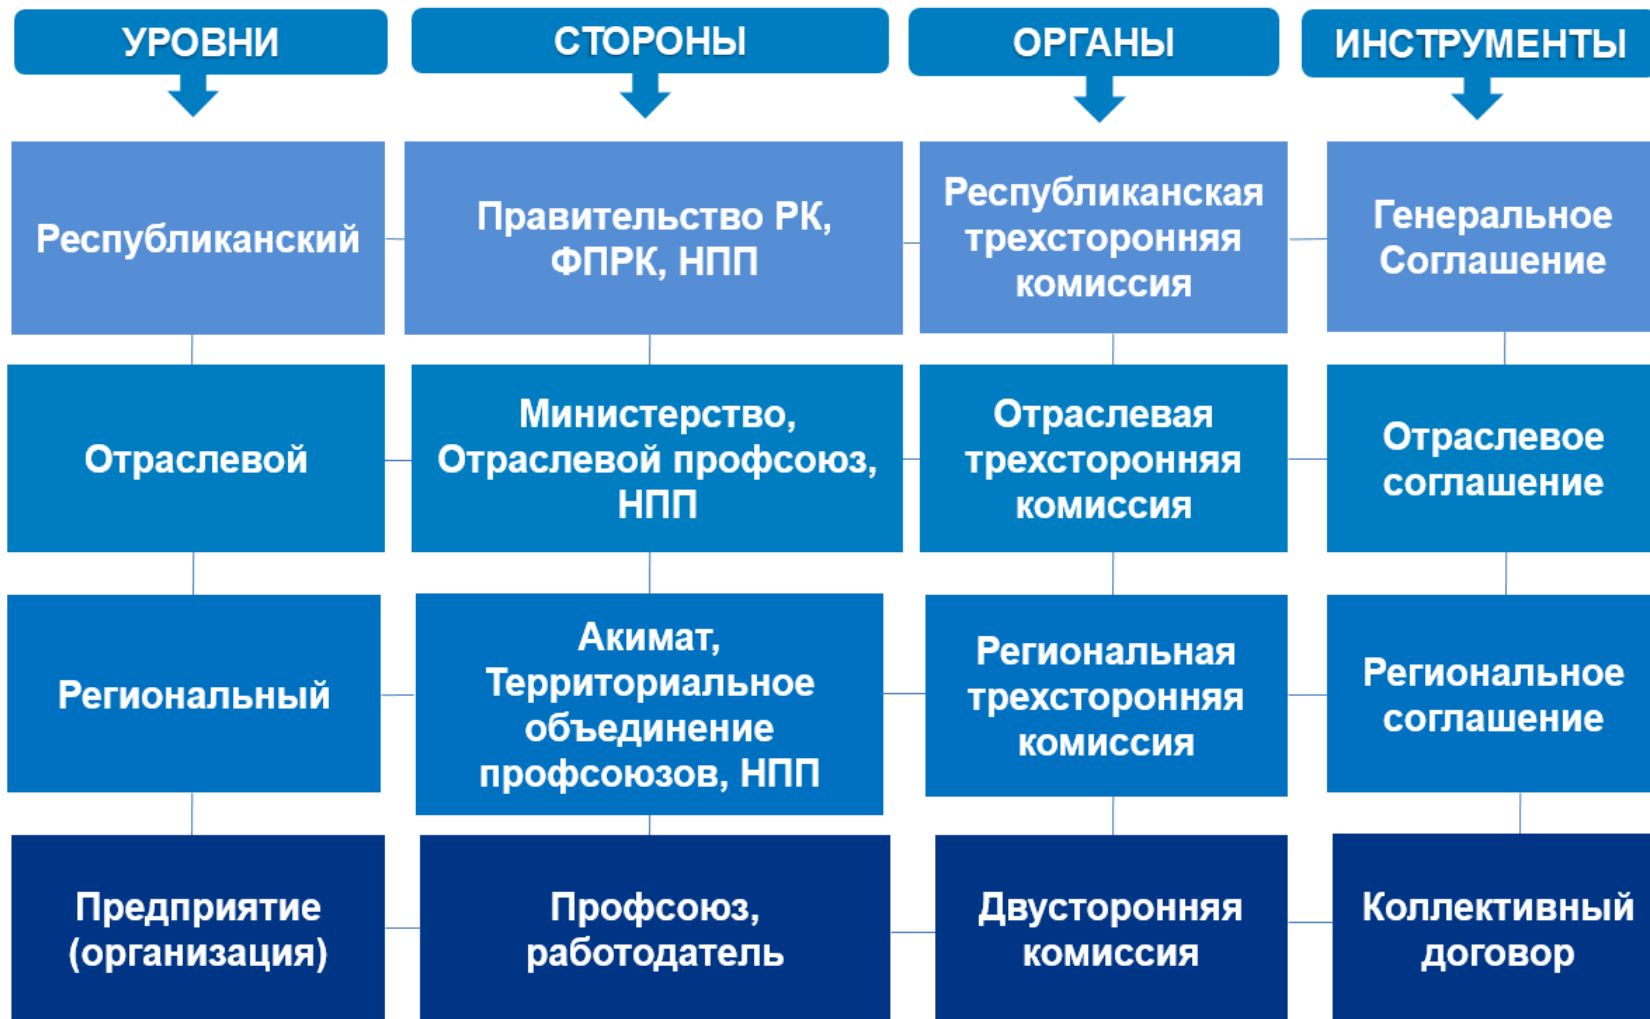 УРОВНИ
СТОРОНЫ
ОРГАНЫ
ИНСТРУМЕНТЫ
Республиканский
Правительство РК,
ФПРК, НПП
Республиканская
трехсторонняя
комиссия
Генеральное
Соглашение
Отраслевой
Министерство,
Отраслевой профсоюз,
НПП
Отраслевая
трехсторонняя
комиссия
Отраслевое
соглашение
Региональный
Акимат,
Территориальное
объединение
профсоюзов, НПП
Региональная
трехсторонняя
комиссия
Региональное
соглашение
Предприятие
(организация)
Профсоюз,
работодатель
Двусторонняя
комиссия
Коллективный
договор